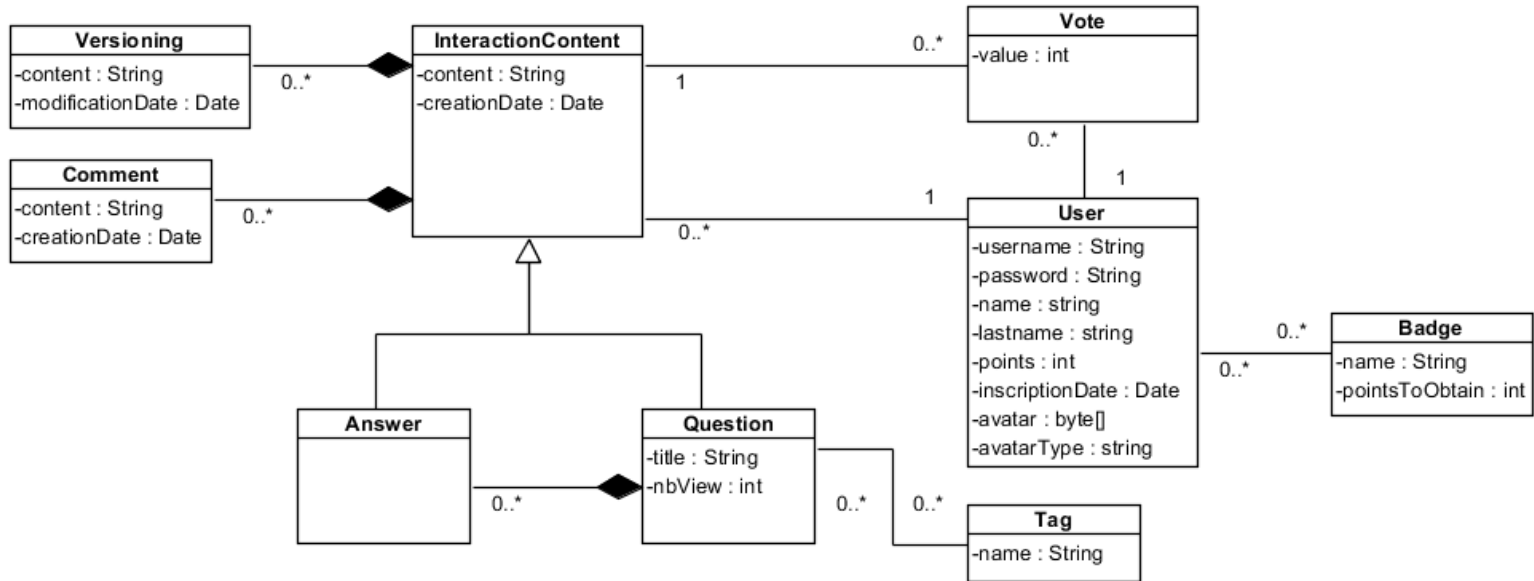 Versioning
-content : String
-modificationDate : Date
0..*
InteractionContent
-content : String
-creationDate : Date
1
0..*
Vote
-value : int
0..*
1
Comment
-content : String
-creationDate : Date
0..*
0..*
1
User
-username : String
-password : String
-name : string
-lastname : string
-points : int
-inscriptionDate : Date
-avatar : byte[]
-avatarType : string
0..*
0..*
Badge
-name : String
-pointsToObtain : int
Answer
0..*
Question
-title : String
-nbView : int
0..*
0..*
Tag
-name : String